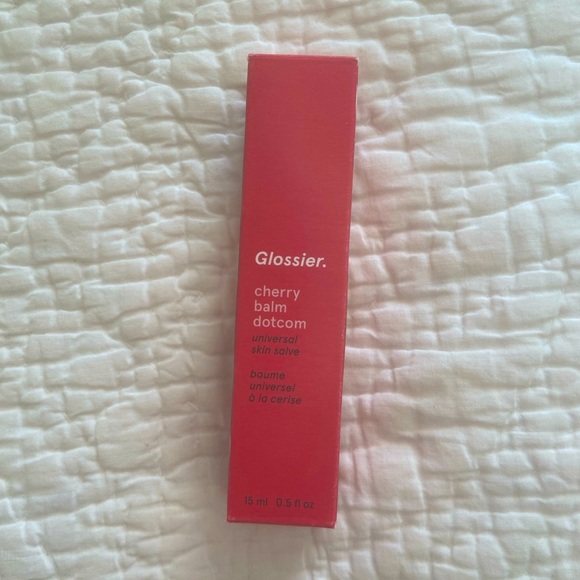 Glossier.
cherry
balm
dotcom
universal
skin salve
baume
universel
à la cerise
15 ml 0.5 fl oz